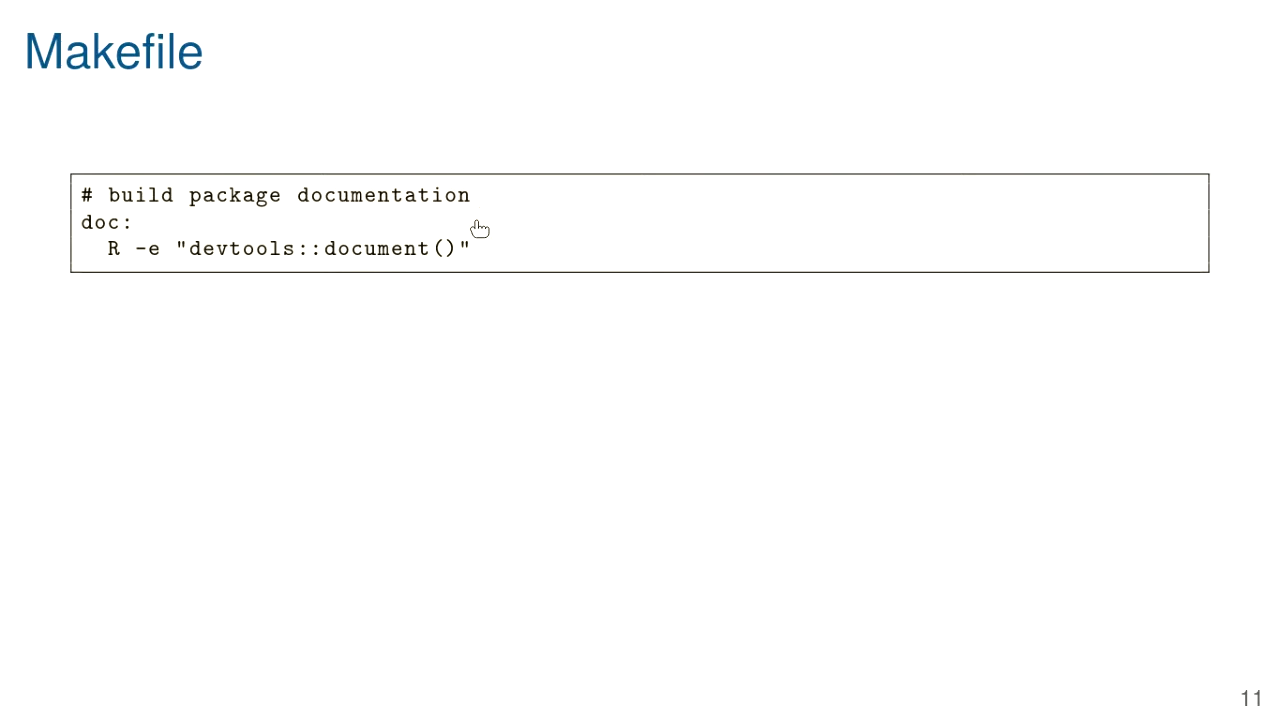 Makefile
# build package documentation
doc:
  R -e "devtools::document()"
11